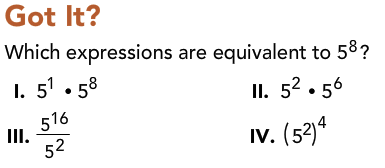 Got It?
Which expressions are equivalent to 5⁸?
I. 5¹ • 5⁸ II. 5² • 5⁶
III. 5¹⁶/5² IV. (5²)⁴